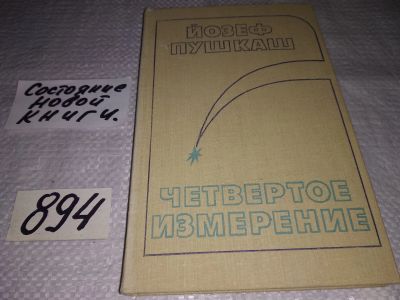 Состояние
Новой
книги.
894
ЙОЗЕФ
ПУШКАШ
ЧЕТВЕРТОЕ
ИЗМЕРЕНИЕ